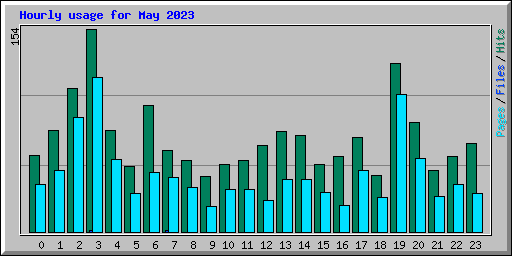 Hourly usage for May 2023
154
Pages / Files / Hits
0 1 2 3 4 5 6 7 8 9 10 11 12 13 14 15 16 17 18 19 20 21 22 23